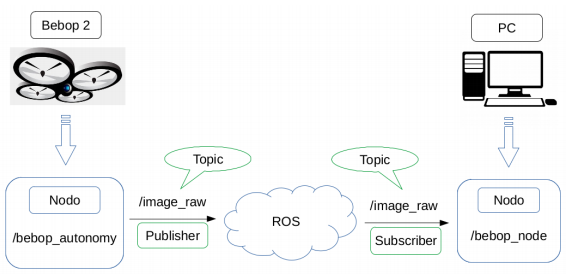 Bebop 2
PC
Topic
Topic
Nodo
/bebop_autonomy
/image_raw
Publisher
ROS
/image_raw
Subscriber
Nodo
/bebop_node